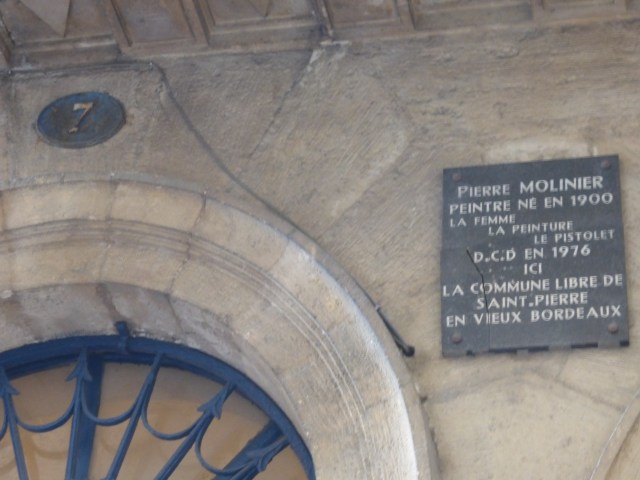 7
PIERRE MOLINIER
PEINTRE NÉ EN 1900
LA FEMME
LA PEINTURE
LE PISTOLET
D.C.D EN 1976
ICI
LA COMMUNE LIBRE DE
SAINT-PIERRE
EN VIEUX BORDEAUX